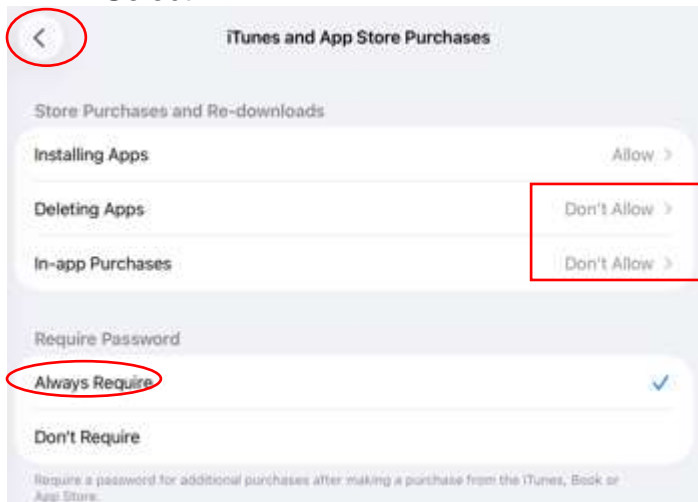 iTunes and App Store Purchases
Store Purchases and Re-downloads
Installing Apps Allow >
Deleting Apps Don't Allow >
In-app Purchases Don't Allow >
Require Password
Always Require
Don't Require
Require a password for additional purchases after making a purchase from the iTunes, Book or
App Store.